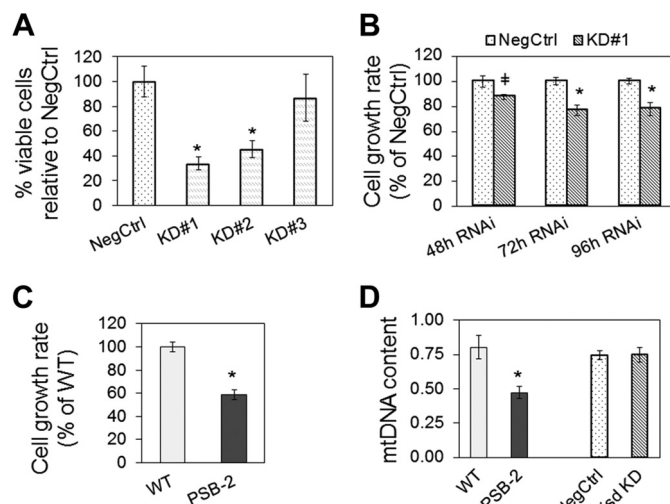 A
% viable cells
relative to NegCtrl
120
100
80
60
40
20
0
*
*
NegCtrl
KD#1
KD#2
KD#3
B
NegCtrl KD#1
Cell growth rate
(% of NegCtrl)
120
100
80
60
40
20
0
ǂ
*
*
48h RNAi
72h RNAi
96h RNAi
C
Cell growth rate
(% of WT)
120
100
80
60
40
20
0
*
WT
PSB-2
D
mtDNA content
1.00
0.75
0.50
0.25
0.00
*
WT
PSB-2
NegCtrl
sd KD